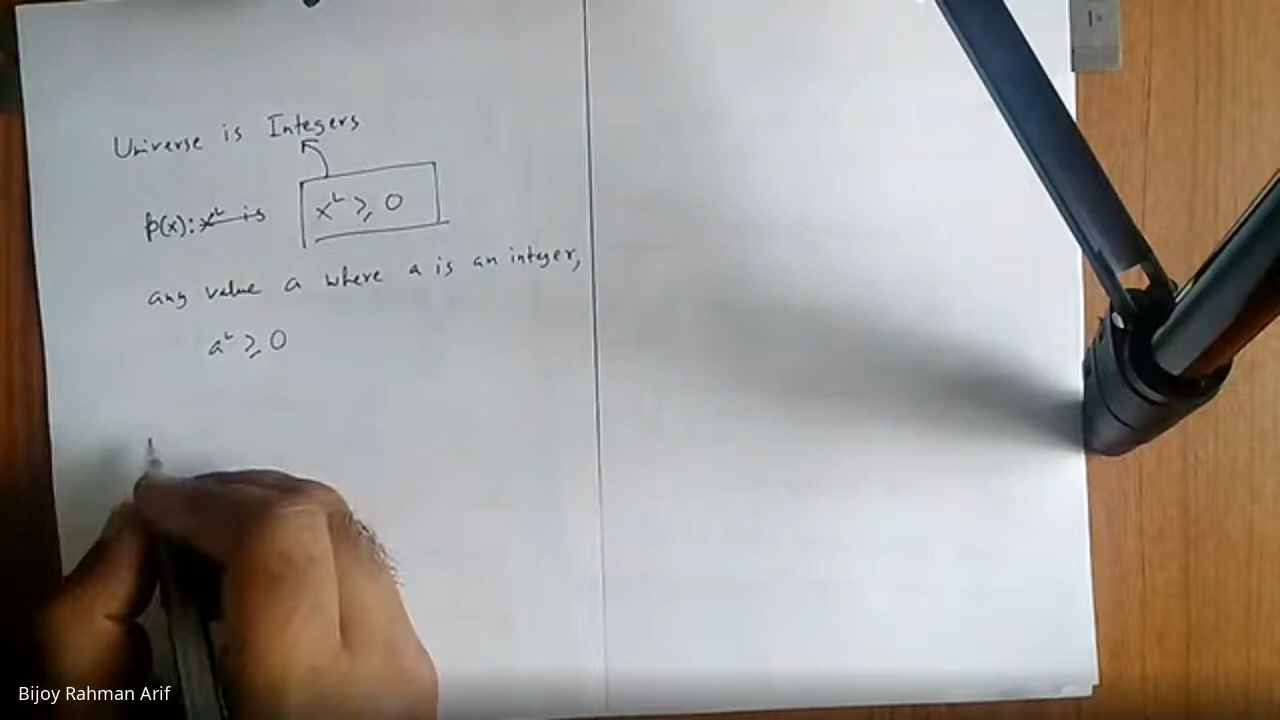 Universe is Integers
p(x): x² is x² ≥ 0
any value a where a is an integer,
a² ≥ 0
Bijoy Rahman Arif